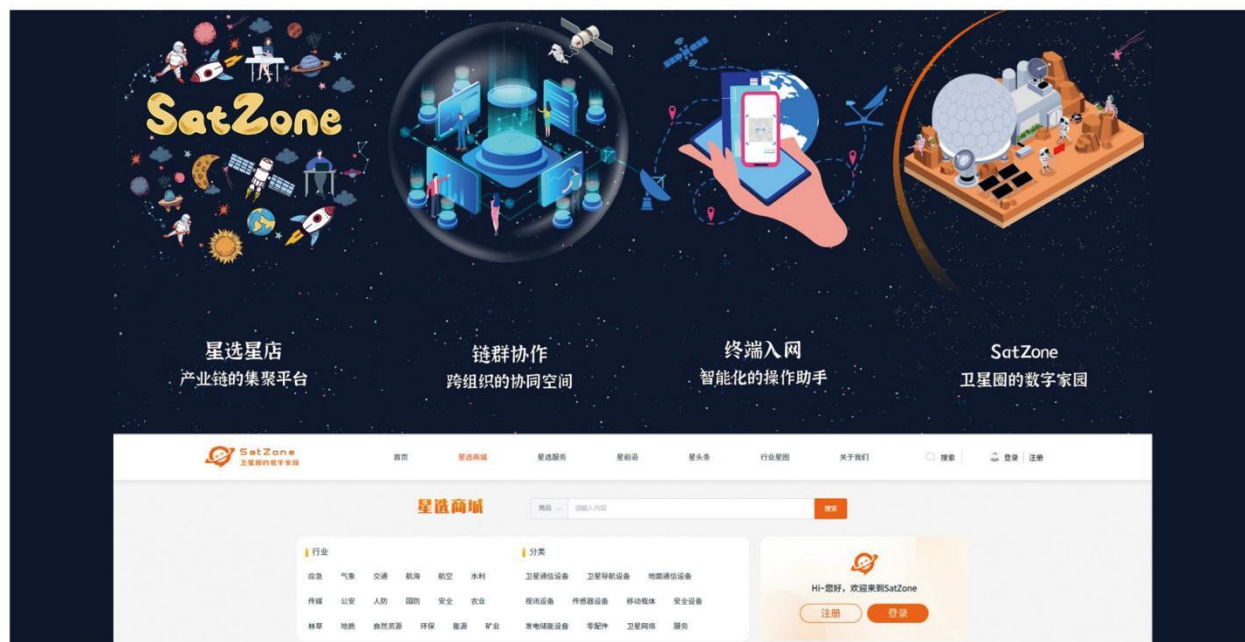 SatZone
星选星店
产业链的集聚平台
链群协作
跨组织的协同空间
终端入网
智能化的操作助手
SatZone
卫星圈的数字家园
SatZone
卫星圈的数字家园
首页 星选商城 星选服务 星前沿 星头条 行业星图 关于我们 搜索 登录 注册
星选商城
商品 请输入内容 搜索
行业
应急 气象 交通 航海 航空 水利
传媒 公安 人防 国防 安全 农业
林草 地质 自然资源 环保 能源 矿业
分类
卫星通信设备 卫星导航设备 地面通信设备
视讯设备 传感器设备 移动载体 安全设备
发电储能设备 零配件 卫星网络 服务
Hi~您好，欢迎来到SatZone
注册 登录